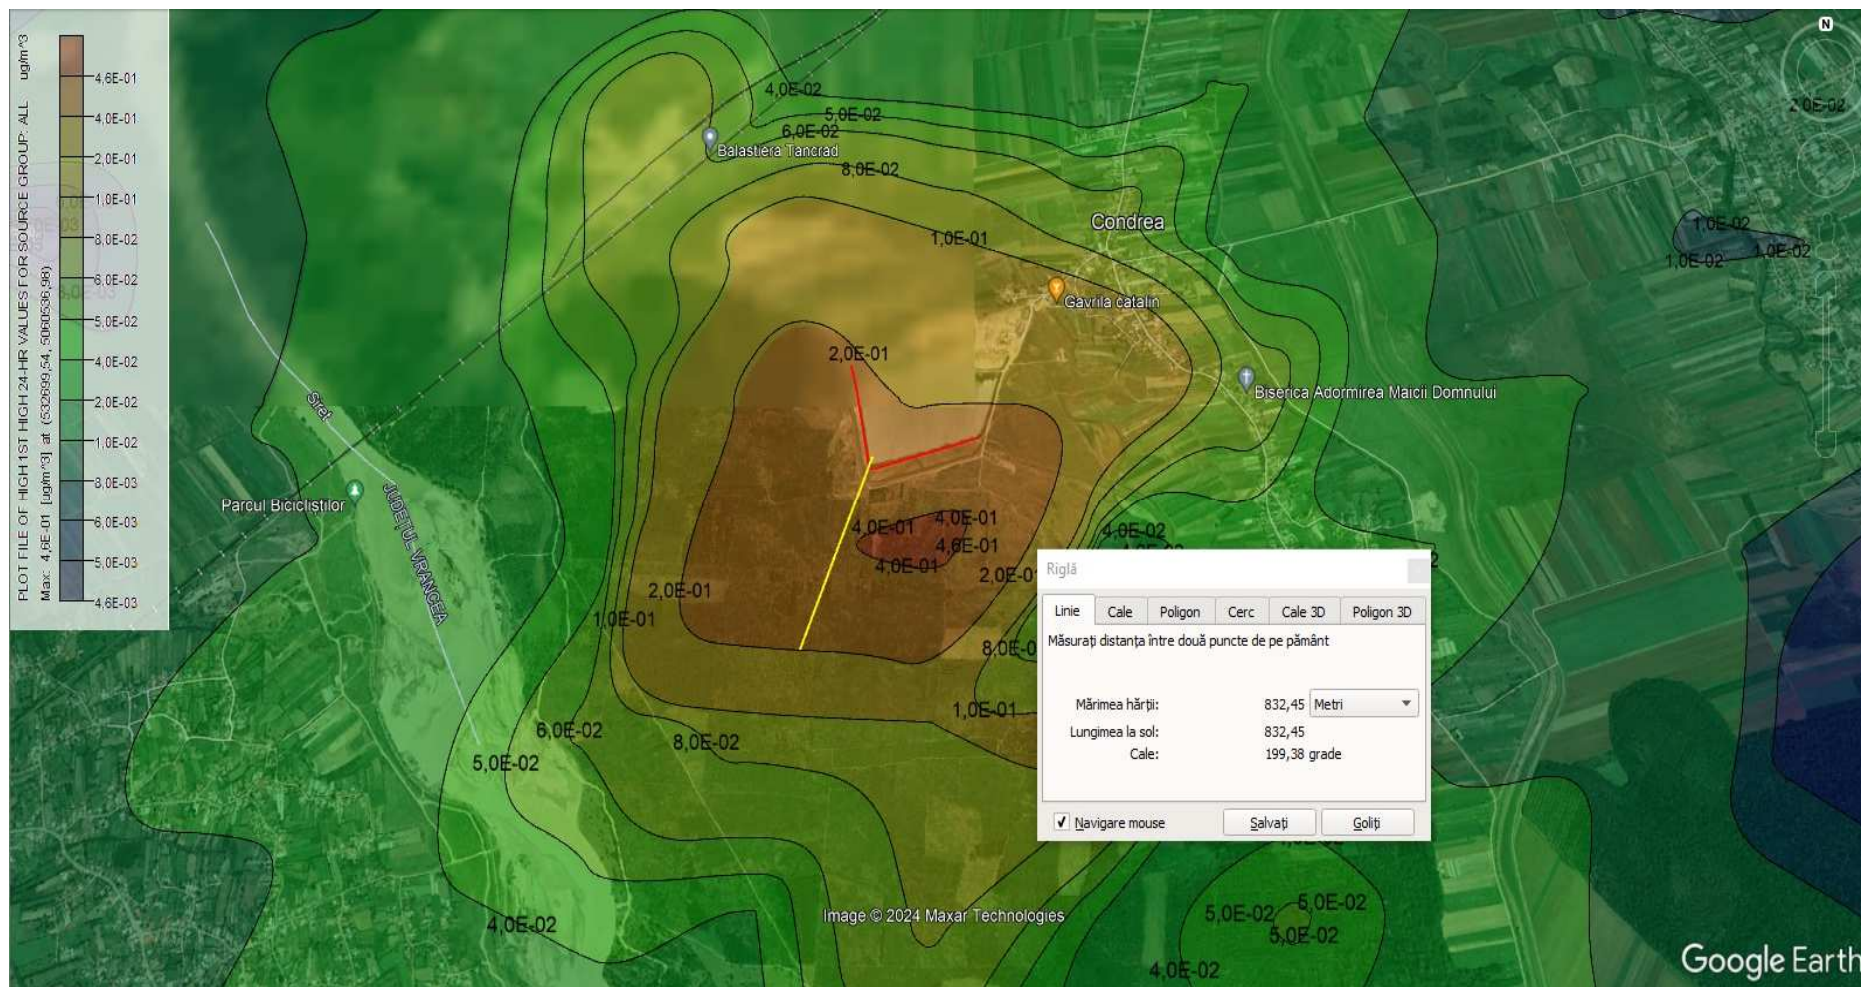 PLOT FILE OF HIGH 1ST HIGH 24-HR VALUES FOR SOURCE GROUP: ALL ug/m^3
Max: 4,6E-01 [ug/m^3] at (532699,54, 5060536,98)
4,6E-01
4,0E-01
2,0E-01
1,0E-01
8,0E-02
6,0E-02
5,0E-02
4,0E-02
2,0E-02
1,0E-02
8,0E-03
6,0E-03
5,0E-03
4,6E-03
N
4,0E-02
2,0E-02
5,0E-02
6,0E-02
Balastiera Tancrad
8,0E-02
Condrea
1,0E-02
1,0E-01
1,0E-02
1,0E-02
Gavrila catalin
2,0E-01
Biserica Adormirea Maicii Domnului
Siret
Parcul Bicicliștilor
JUDEȚUL VRANCEA
4,0E-01
4,0E-01
4,0E-02
4,6E-01
4,0E-01
2,0E-0
2,0E-01
1,0E-01
8,0E-0
1,0E-01
6,0E-02
8,0E-02
5,0E-02
Riglă
Linie
Cale
Poligon
Cerc
Cale 3D
Poligon 3D
Măsurați distanța între două puncte de pe pământ
Mărimea hărții: 832,45 Metri
Lungimea la sol: 832,45
Cale: 199,38 grade
Navigare mouse
Salvați
Goliți
4,0E-02
Image © 2024 Maxar Technologies
5,0E-02
5,0E-02
5,0E-02
4,0E-02
Google Earth